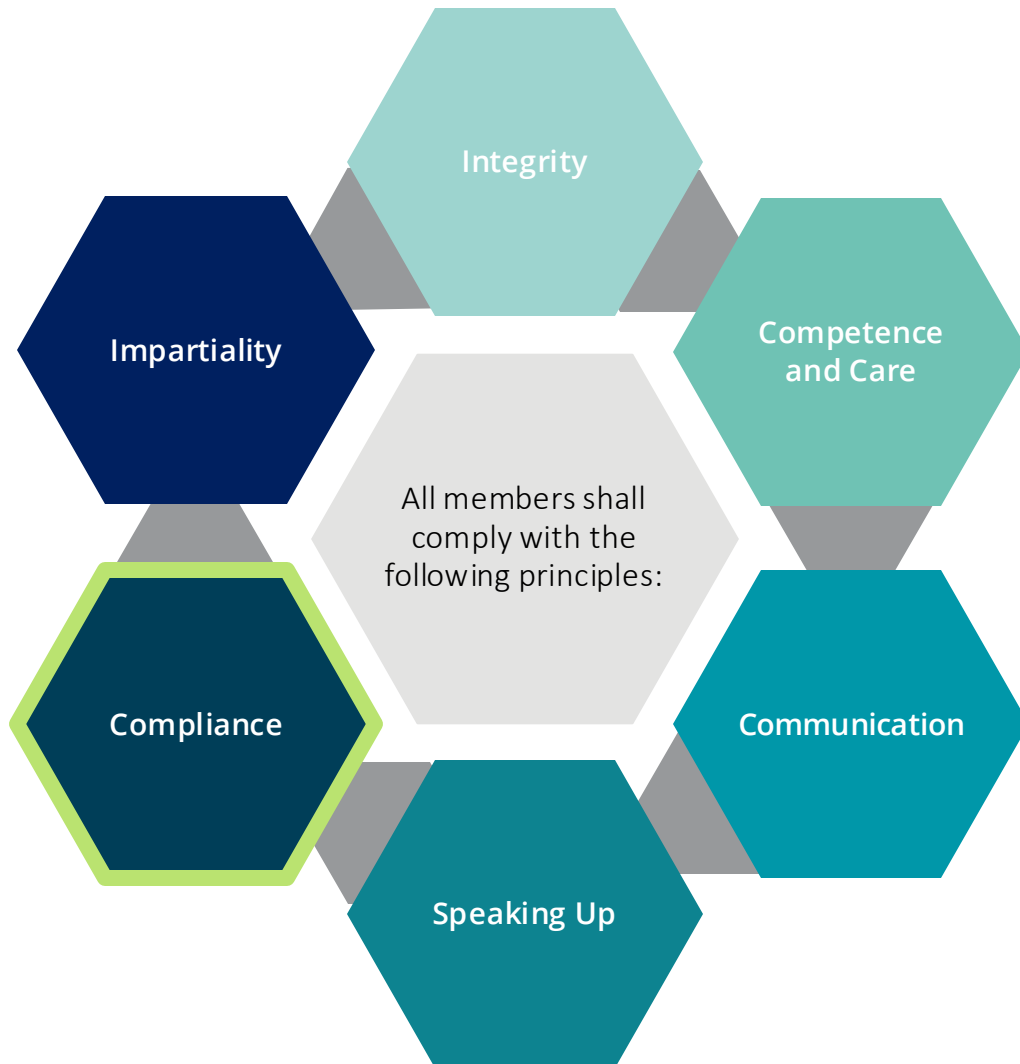 All members shall
comply with the
following principles:
Integrity
Competence
and Care
Communication
Speaking Up
Compliance
Impartiality